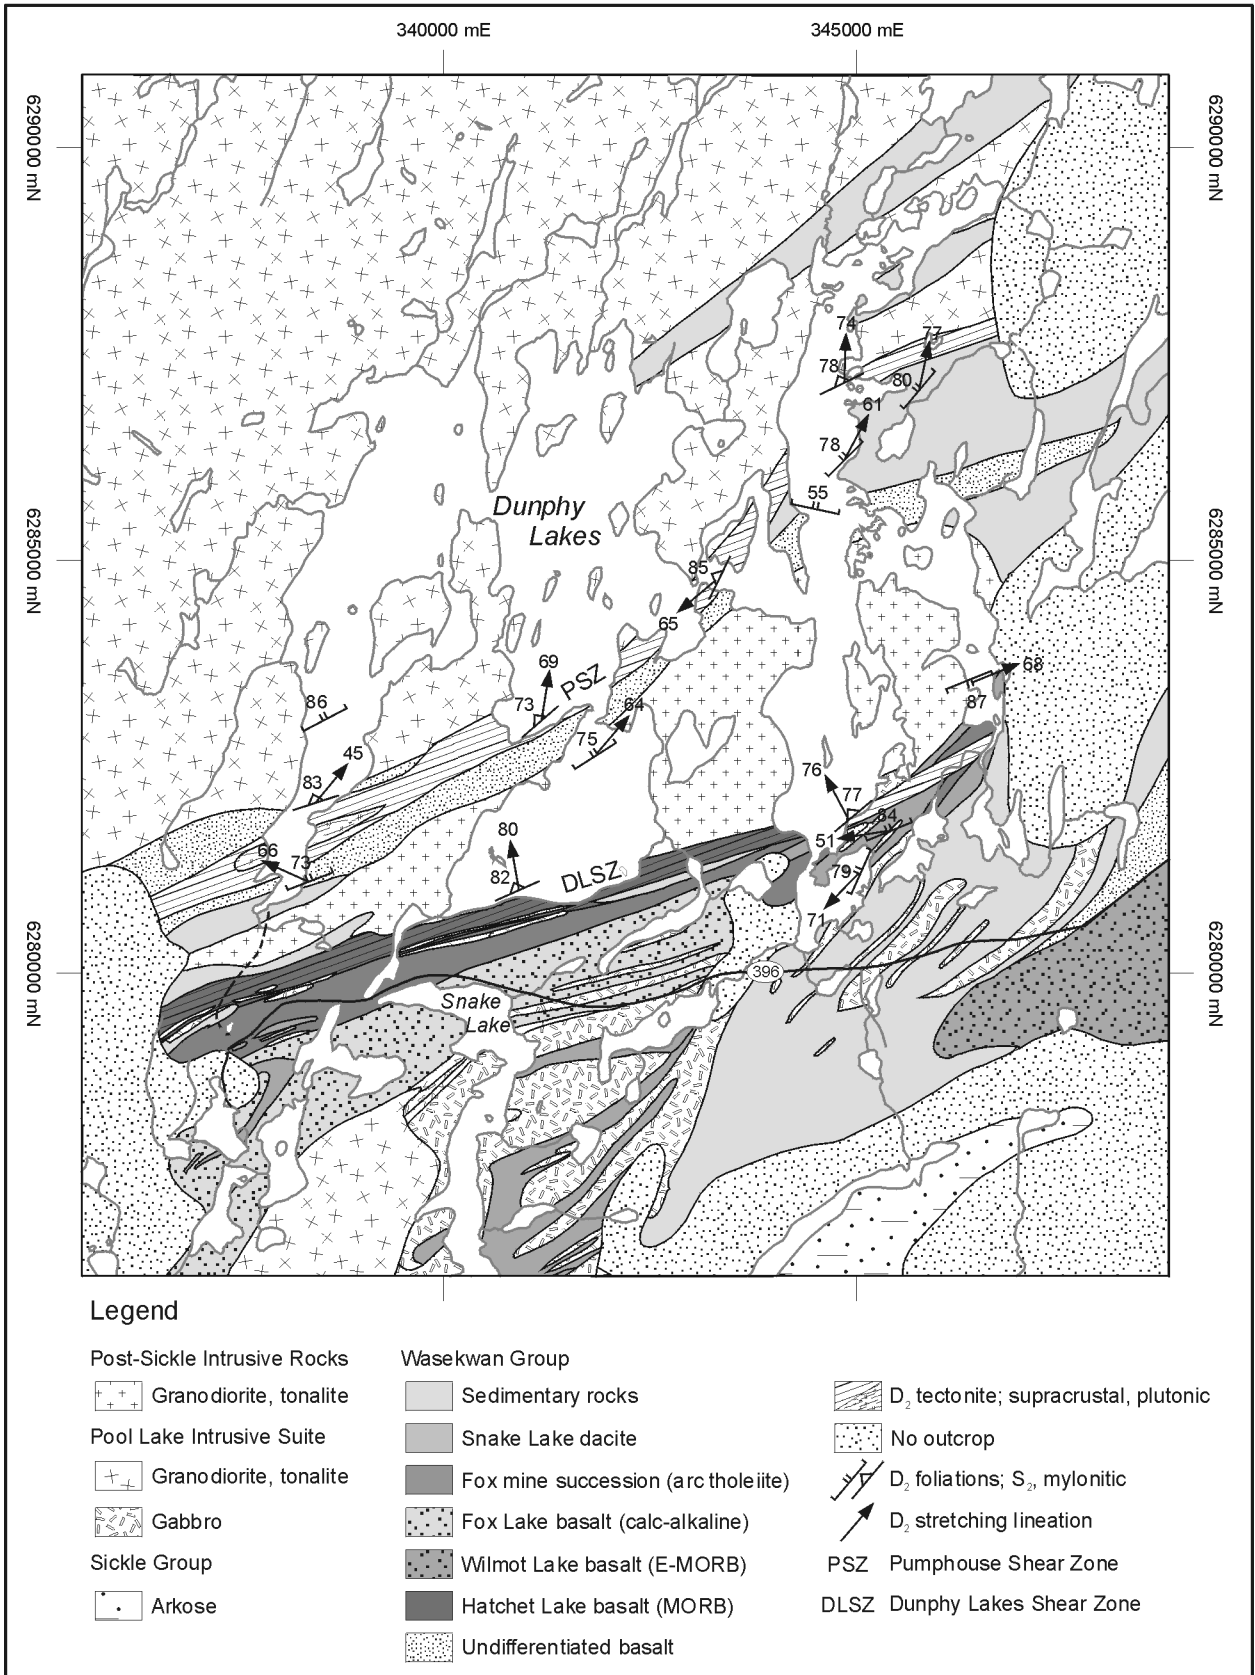 340000 mE
345000 mE
6290000 mN
6290000 mN
74
77
78
80
61
78
55
Dunphy
Lakes
6285000 mN
6285000 mN
85
65
69
PSZ
68
86
73
64
87
75
45
83
76
77
84
80
51
66
73
82
DLSZ
79
71
6280000 mN
6280000 mN
396
Snake
Lake
Legend
Post-Sickle Intrusive Rocks
Granodiorite, tonalite
Pool Lake Intrusive Suite
Granodiorite, tonalite
Gabbro
Sickle Group
Arkose
Wasekwan Group
Sedimentary rocks
Snake Lake dacite
Fox mine succession (arc tholeiite)
Fox Lake basalt (calc-alkaline)
Wilmot Lake basalt (E-MORB)
Hatchet Lake basalt (MORB)
Undifferentiated basalt
D2 tectonite; supracrustal, plutonic
No outcrop
D2 foliations; S2, mylonitic
D2 stretching lineation
PSZ Pumphouse Shear Zone
DLSZ Dunphy Lakes Shear Zone